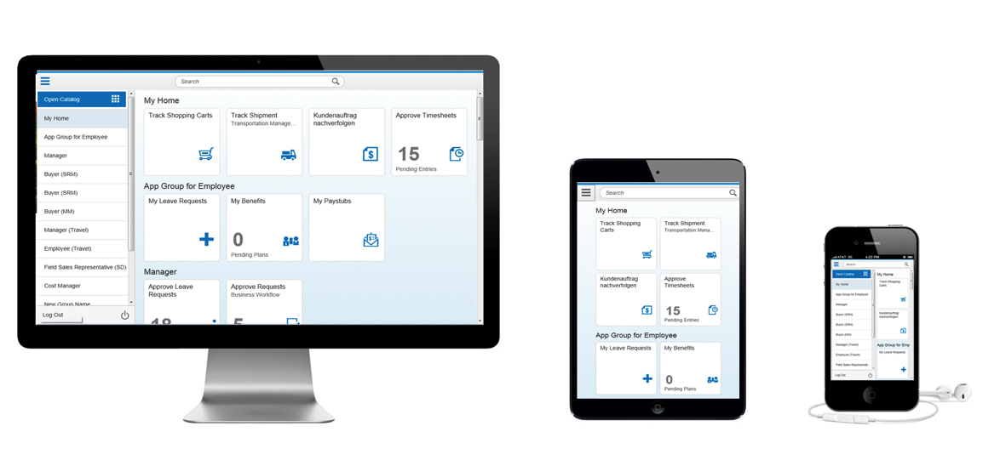 Search
Open Catalog
My Home
App Group for Employee
Manager
Buyer (SRM)
Buyer (SRM)
Buyer (MM)
Manager (Travel)
Employee (Travel)
Field Sales Representative (SD)
Cost Manager
New Group Name
Log Out
My Home
Track Shopping Carts
Track Shipment
Transportation Manage...
Kundenauftrag
nachverfolgen
Approve Timesheets
15
Pending Entries
App Group for Employee
My Leave Requests
My Benefits
0
Pending Plans
My Paystubs
Manager
Approve Leave
Requests
18
Approve Requests
Business Workflow
5
Search
My Home
Track Shopping
Carts
Track Shipment
Transportation Mana...
Kundenauftrag
nachverfolgen
Approve
Timesheets
15
Pending Entries
App Group for Employee
My Leave Requests
My Benefits
0
Pending Plans
AT&T 3G
4:20 PM
Search
Open Catalog
My Home
App Group for Employee
Manager
Buyer (SRM)
Buyer (SRM)
Buyer (MM)
Manager (Travel)
Employee (Travel)
Field Sales Representati...
Log Out
My Home
Track Shopping
Carts
Kundenauftrag
nachverfolgen
App Group for Emp
My Leave Requests